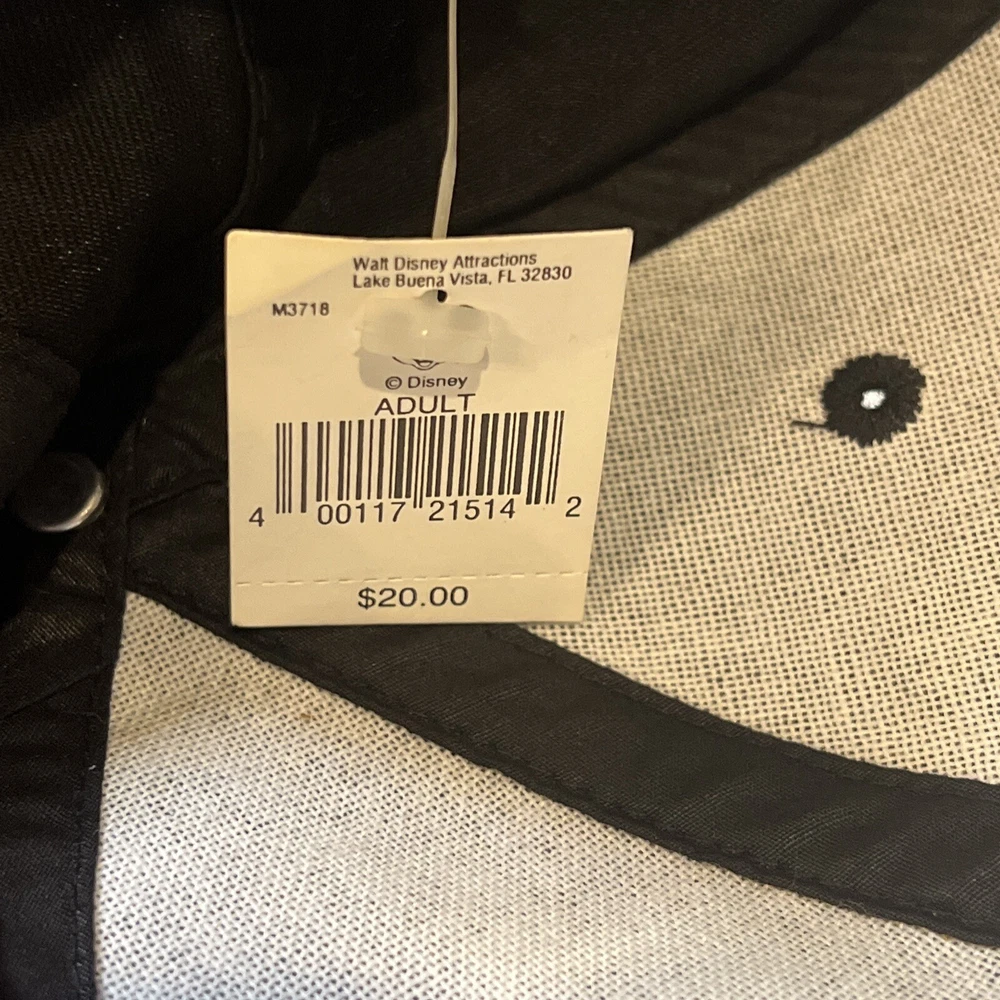 Walt Disney Attractions
Lake Buena Vista, FL 32830
M3718
© Disney
ADULT
4 00117 21514 2
$20.00